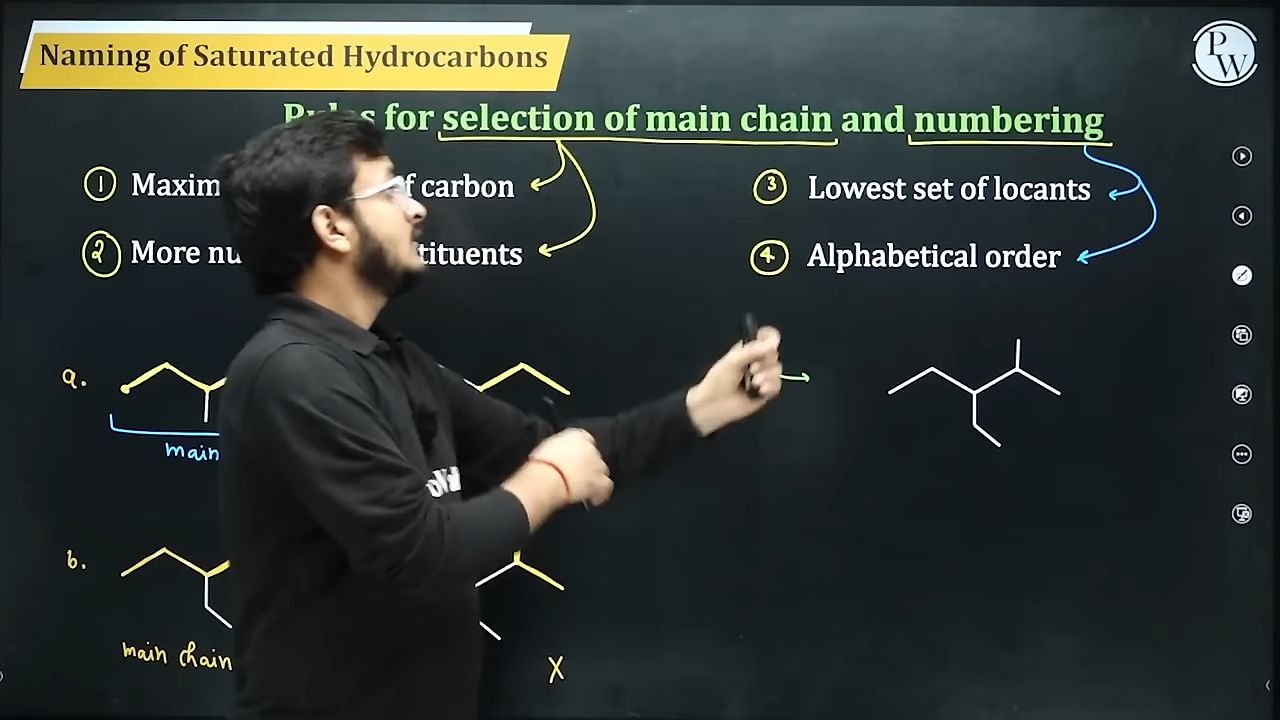 Naming of Saturated Hydrocarbons
PW
for selection of main chain and numbering
1 Maxim f carbon
3 Lowest set of locants
2 More nu tituents
4 Alphabetical order
a.
main
b.
main chain
X